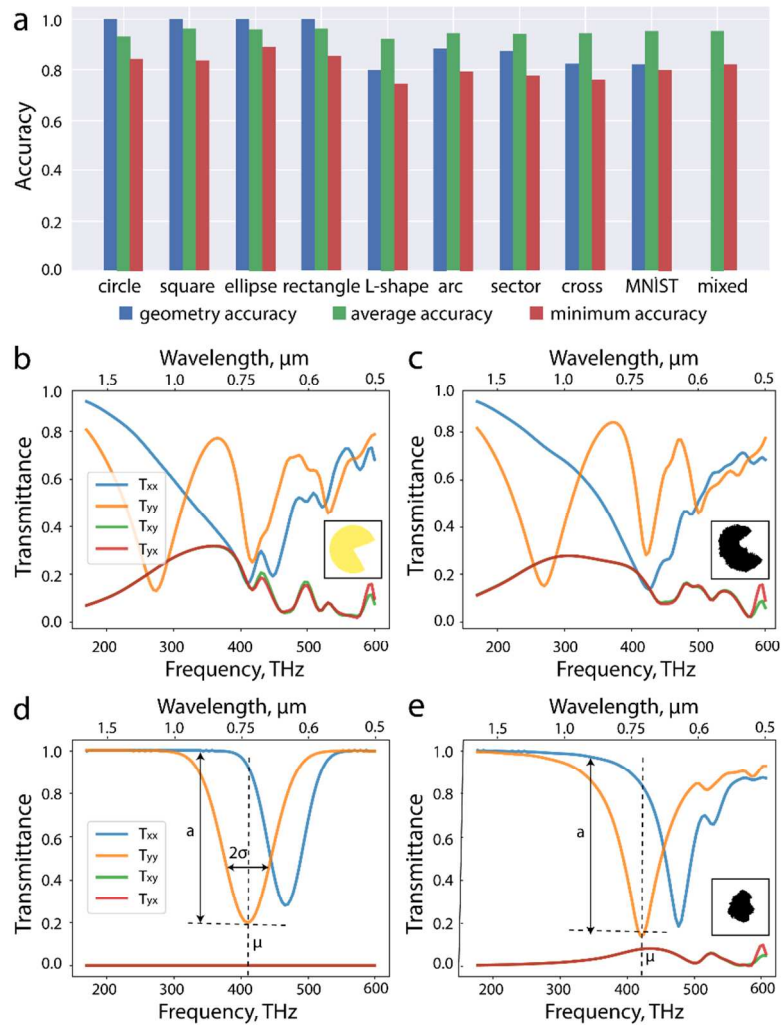 a
Accuracy
1.0
0.8
0.6
0.4
0.2
0.0
circle square ellipse rectangle L-shape arc sector cross MNIST mixed
geometry accuracy average accuracy minimum accuracy
b
Wavelength, μm
1.5 1.0 0.75 0.6 0.5
Transmittance
1.0
0.8
0.6
0.4
0.2
0.0
Txx
Tyy
Txy
Tyx
200 300 400 500 600
Frequency, THz
c
Wavelength, μm
1.5 1.0 0.75 0.6 0.5
Transmittance
1.0
0.8
0.6
0.4
0.2
0.0
200 300 400 500 600
Frequency, THz
d
Wavelength, μm
1.5 1.0 0.75 0.6 0.5
Transmittance
1.0
0.8
0.6
0.4
0.2
0.0
Txx
Tyy
Txy
Tyx
a
2σ
μ
200 300 400 500 600
Frequency, THz
e
Wavelength, μm
1.5 1.0 0.75 0.6 0.5
Transmittance
1.0
0.8
0.6
0.4
0.2
0.0
a
μ
200 300 400 500 600
Frequency, THz